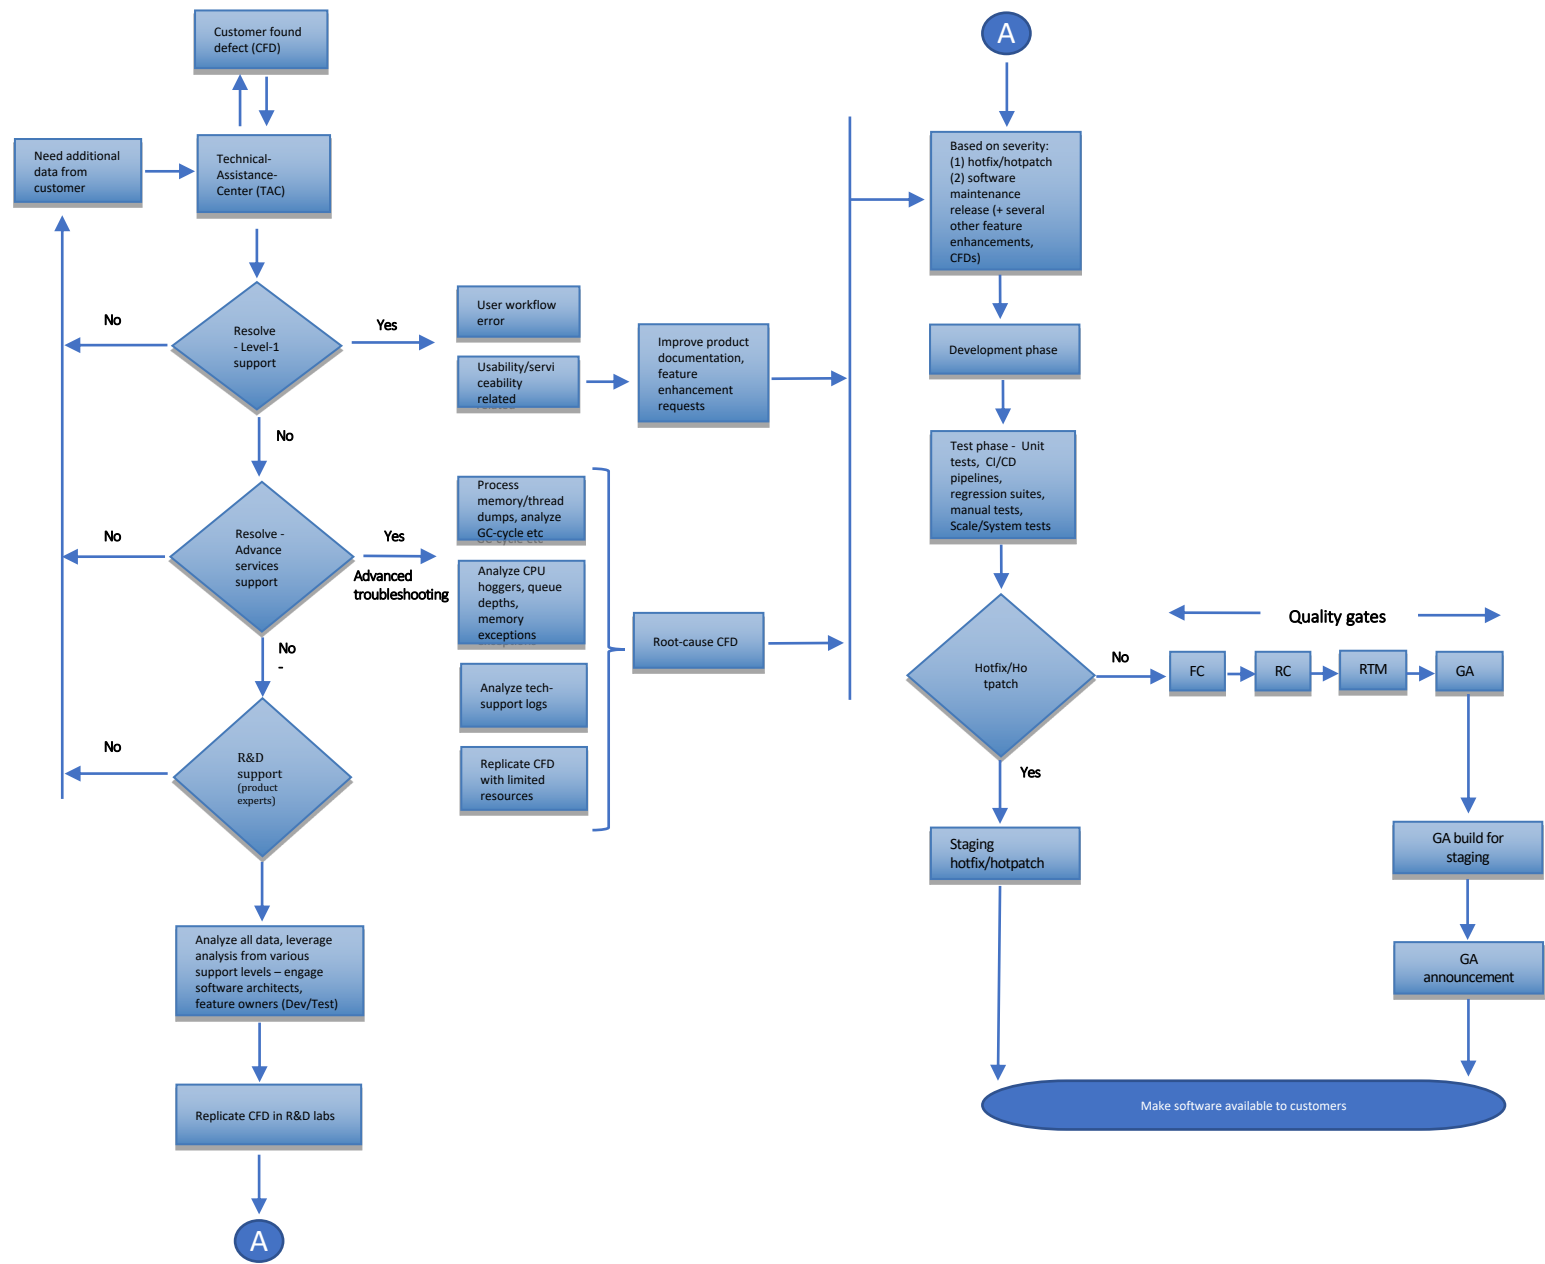 Customer found
defect (CFD)
Need additional
data from
customer
Technical-
Assistance-
Center (TAC)
No
Resolve
- Level-1
support
Yes
User workflow
error
Usability/servi
ceability
related
Improve product
documentation,
feature
enhancement
requests
No
No
Resolve -
Advance
services
support
Yes
Advanced
troubleshooting
Process
memory/thread
dumps, analyze
GC-cycle etc
Analyze CPU
hoggers, queue
depths,
memory
exceptions
Analyze tech-
support logs
Replicate CFD
with limited
resources
Root-cause CFD
No
-
No
R&D
support
(product
experts)
Analyze all data, leverage
analysis from various
support levels – engage
software architects,
feature owners (Dev/Test)
Replicate CFD in R&D labs
A
A
Based on severity:
(1) hotfix/hotpatch
(2) software
maintenance
release (+ several
other feature
enhancements,
CFDs)
Development phase
Test phase - Unit
tests, CI/CD
pipelines,
regression suites,
manual tests,
Scale/System tests
Hotfix/Ho
tpatch
No
Quality gates
FC
RC
RTM
GA
Yes
Staging
hotfix/hotpatch
GA build for
staging
GA
announcement
Make software available to customers